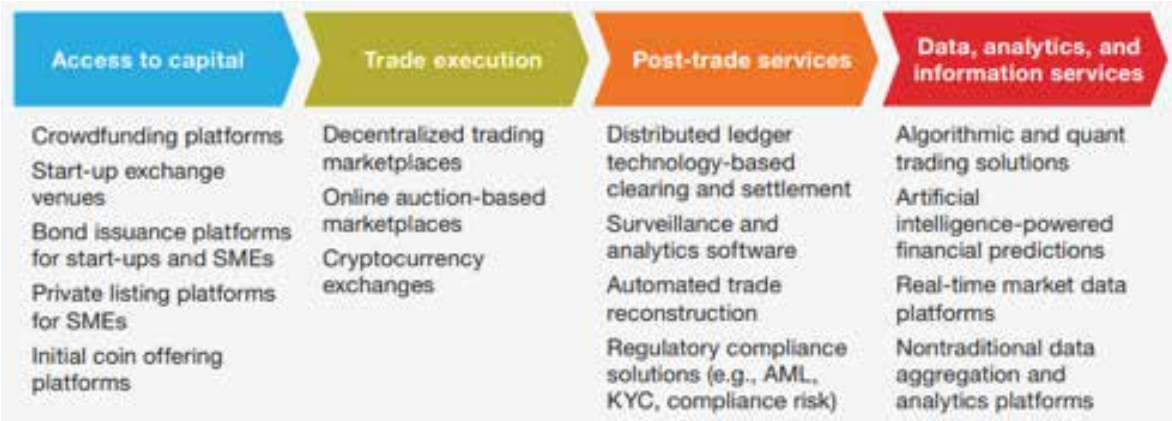 Access to capital
Crowdfunding platforms
Start-up exchange
venues
Bond issuance platforms
for start-ups and SMEs
Private listing platforms
for SMEs
Initial coin offering
platforms
Trade execution
Decentralized trading
marketplaces
Online auction-based
marketplaces
Cryptocurrency
exchanges
Post-trade services
Distributed ledger
technology-based
clearing and settlement
Surveillance and
analytics software
Automated trade
reconstruction
Regulatory compliance
solutions (e.g., AML,
KYC, compliance risk)
Data, analytics, and
information services
Algorithmic and quant
trading solutions
Artificial
intelligence-powered
financial predictions
Real-time market data
platforms
Nontraditional data
aggregation and
analytics platforms